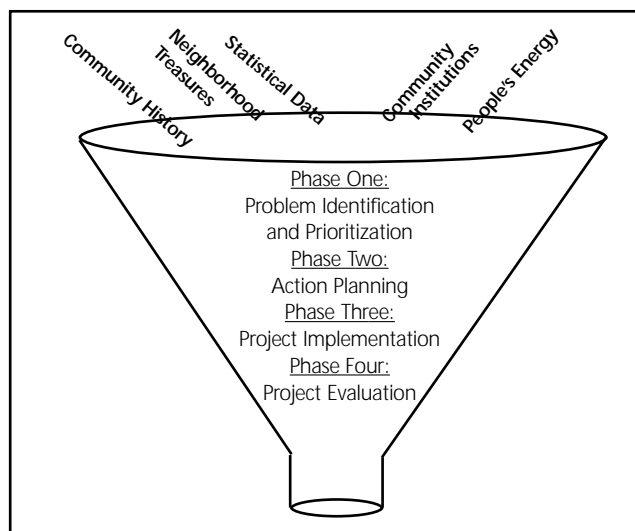 Community History
Neighborhood
Treasures
Statistical Data
Community
Institutions
People's Energy
Phase One:
Problem Identification
and Prioritization
Phase Two:
Action Planning
Phase Three:
Project Implementation
Phase Four:
Project Evaluation